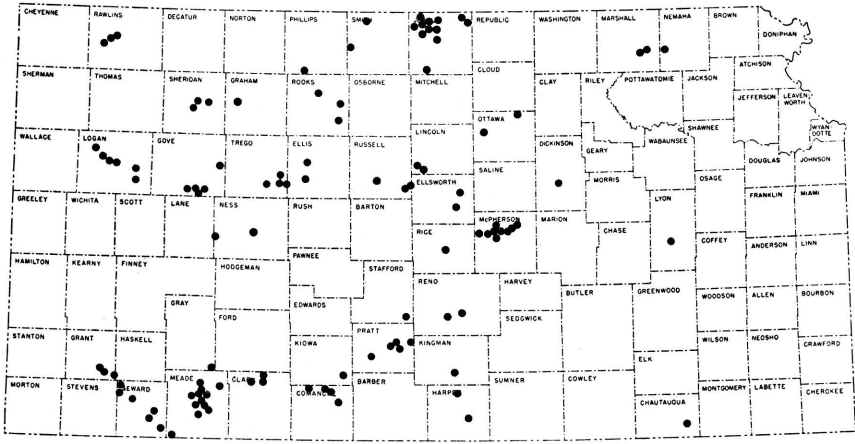 CHEYENNE
RAWLINS
DECATUR
NORTON
PHILLIPS
REPUBLIC
WASHINGTON
MARSHALL
NEMAHA
BROWN
DONIPHAN
SHERMAN
THOMAS
SHERIDAN
GRAHAM
ROOKS
OSBORNE
MITCHELL
CLOUD
CLAY
RILEY
POTTAWATOMIE
JACKSON
ATCHISON
JEFFERSON
LEAVEN-
WORTH
WYAN-
DOTTE
WALLACE
LOGAN
GOVE
TREGO
ELLIS
RUSSELL
LINCOLN
OTTAWA
SALINE
DICKINSON
GEARY
WABAUNSEE
SHAWNEE
DOUGLAS
JOHNSON
GREELEY
WICHITA
SCOTT
LANE
NESS
RUSH
BARTON
ELLSWORTH
RICE
McPHERSON
MARION
MORRIS
CHASE
LYON
OSAGE
FRANKLIN
MIAMI
COFFEY
ANDERSON
LINN
HAMILTON
KEARNY
FINNEY
HODGEMAN
PAWNEE
STAFFORD
RENO
HARVEY
BUTLER
GREENWOOD
WOODSON
ALLEN
BOURBON
GRAY
FORD
EDWARDS
KIOWA
PRATT
KINGMAN
SEDGWICK
ELK
WILSON
NEOSHO
CRAWFORD
STANTON
GRANT
HASKELL
MORTON
STEVENS
SEWARD
MEADE
BARBER
SUMNER
COWLEY
CHAUTAUQUA
MONTGOMERY
LABETTE
CHEROKEE